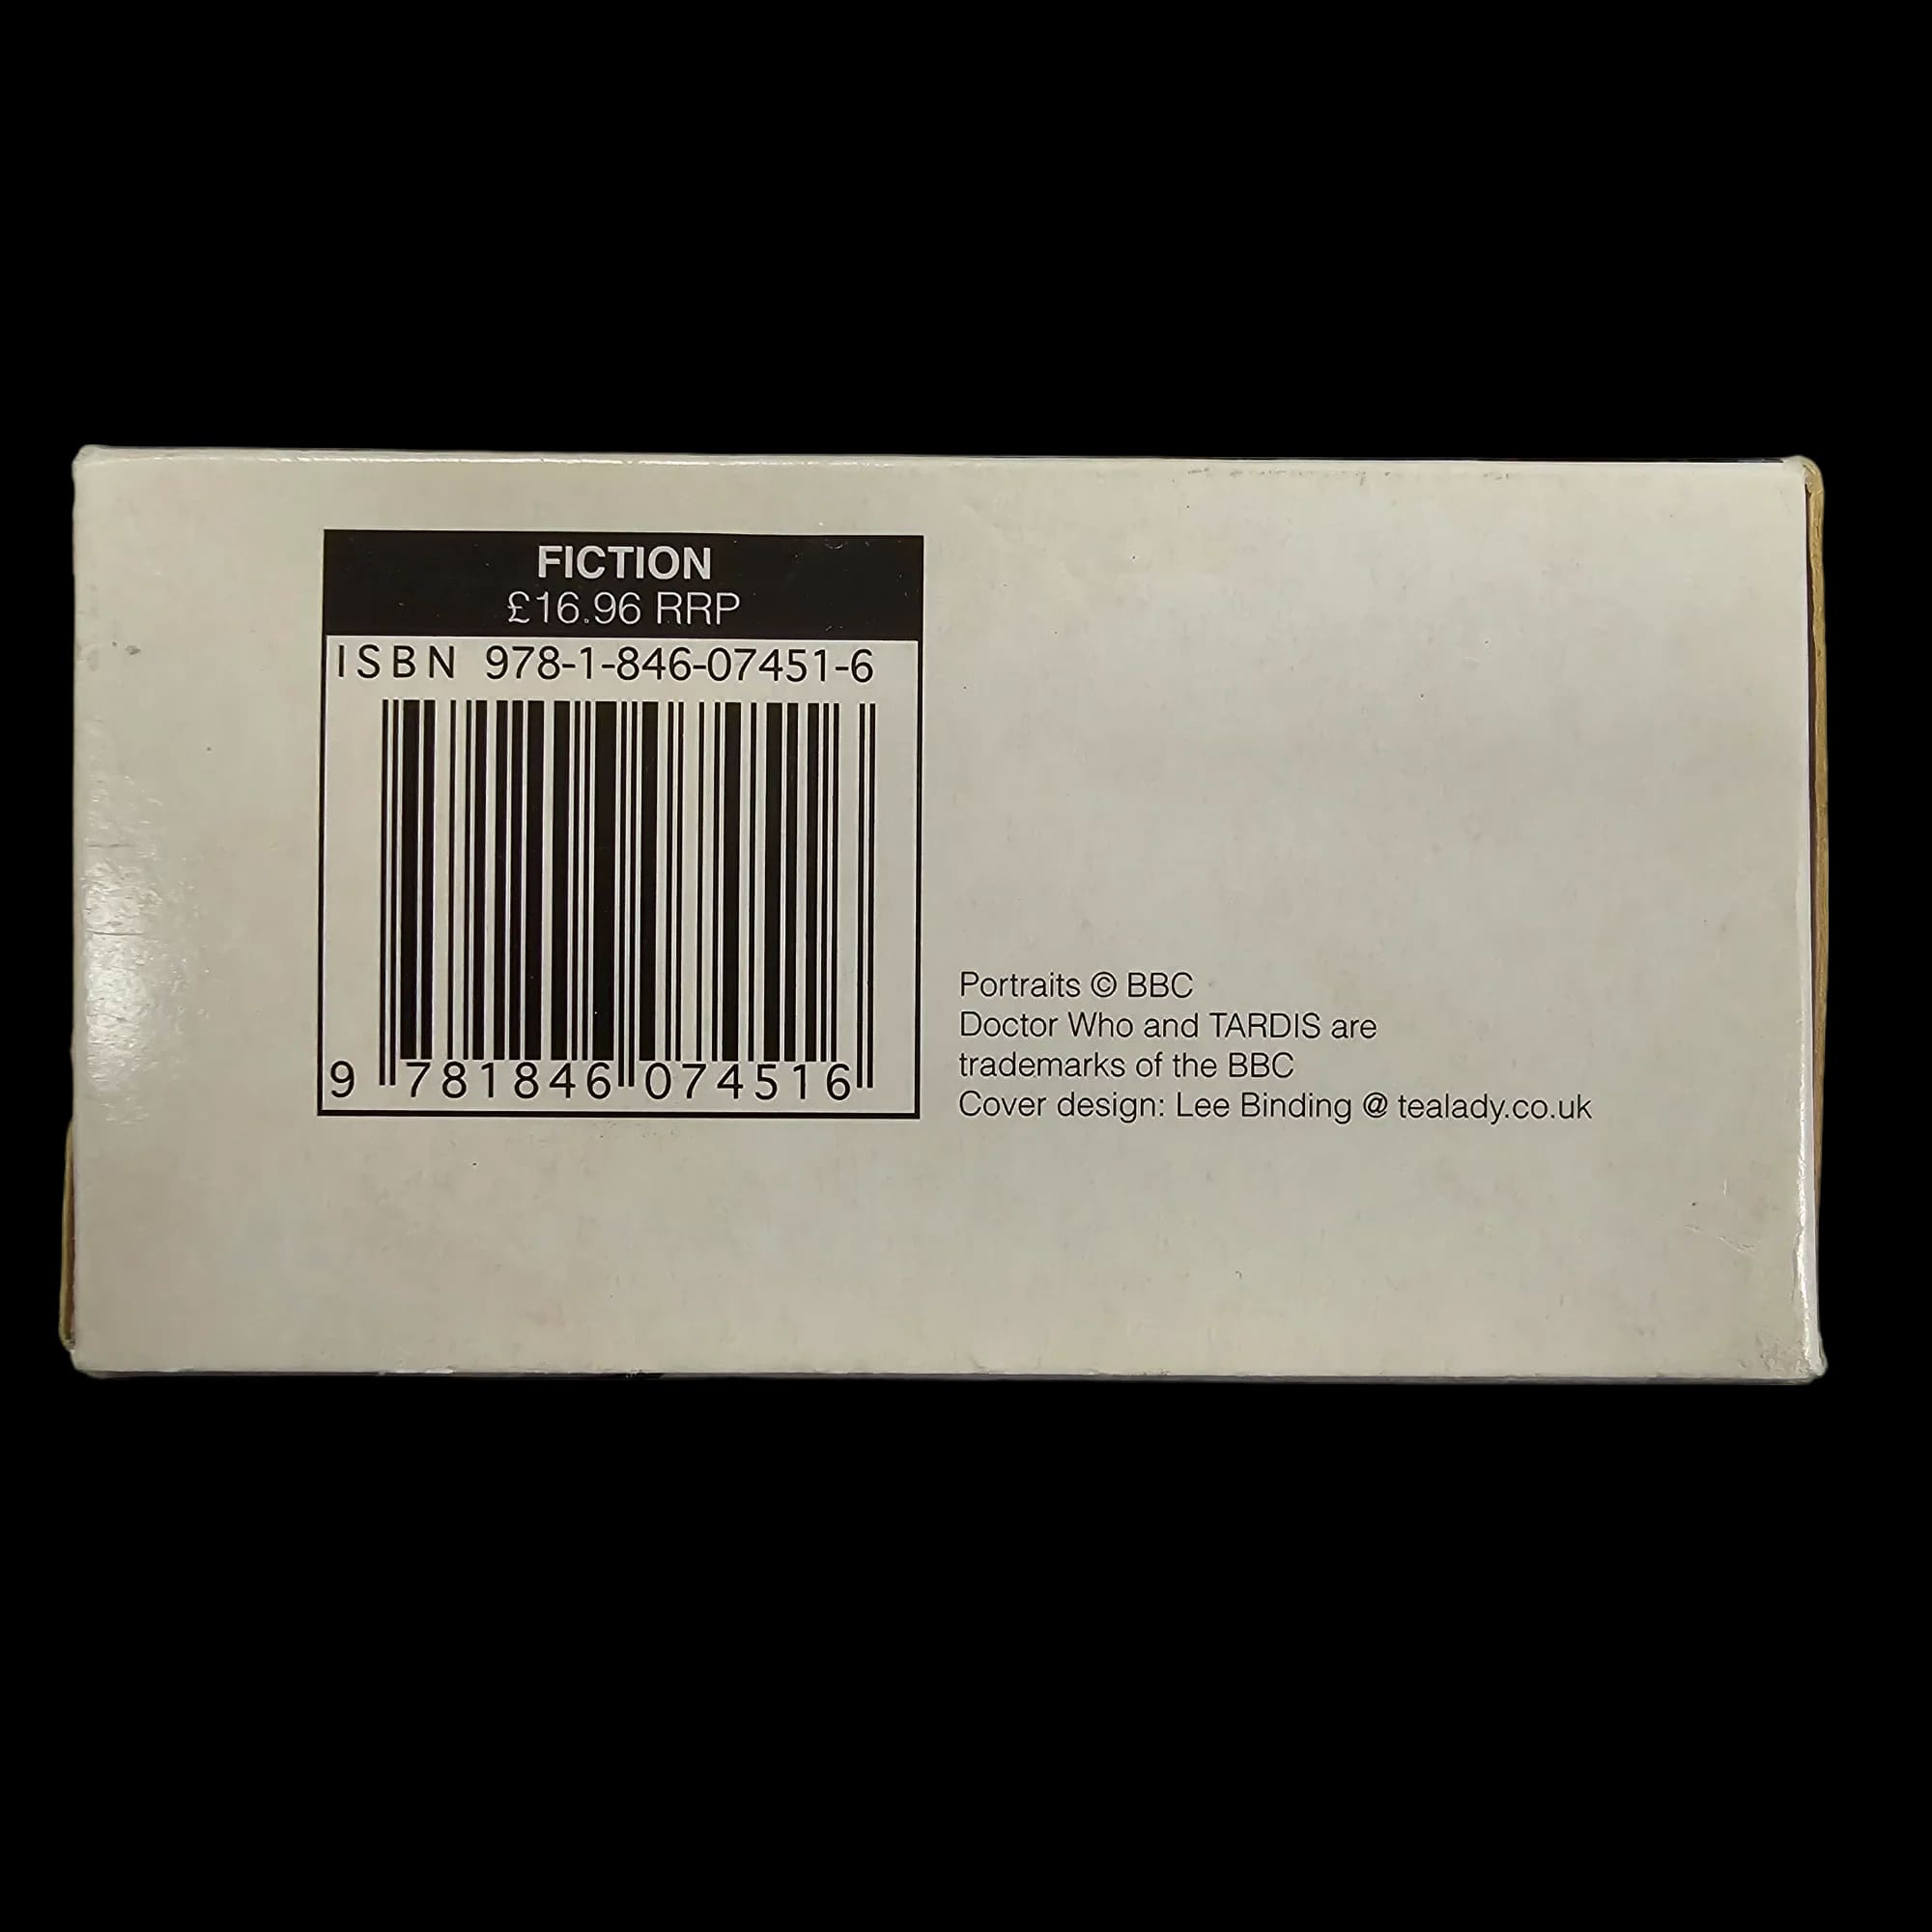 FICTION
£16.96 RRP
ISBN 978-1-846-07451-6
9 781846 074516
Portraits © BBC
Doctor Who and TARDIS are
trademarks of the BBC
Cover design: Lee Binding @ tealady.co.uk